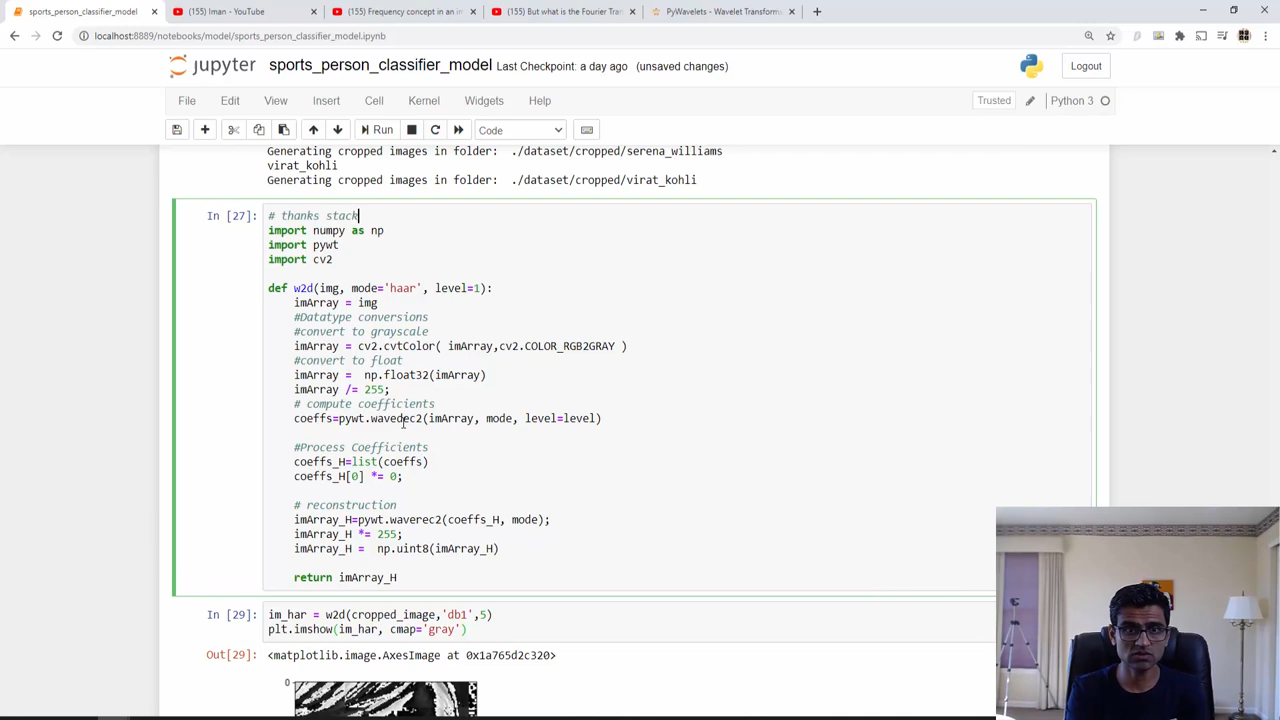 sports_person_classifier_model
(155) Iman - YouTube
(155) Frequency concept in an im
(155) But what is the Fourier Tran
PyWavelets - Wavelet Transform
localhost:8889/notebooks/model/sports_person_classifier_model.ipynb
jupyter sports_person_classifier_model Last Checkpoint: a day ago (unsaved changes) Logout
File Edit View Insert Cell Kernel Widgets Help Trusted Python 3
Run Code
Generating cropped images in folder: ./dataset/cropped/serena_williams
virat_kohli
Generating cropped images in folder: ./dataset/cropped/virat_kohli
In [27]: # thanks stack
import numpy as np
import pywt
import cv2
def w2d(img, mode='haar', level=1):
imArray = img
#Datatype conversions
#convert to grayscale
imArray = cv2.cvtColor( imArray,cv2.COLOR_RGB2GRAY )
#convert to float
imArray = np.float32(imArray)
imArray /= 255;
# compute coefficients
coeffs=pywt.wavedec2(imArray, mode, level=level)
#Process Coefficients
coeffs_H=list(coeffs)
coeffs_H[0] *= 0;
# reconstruction
imArray_H=pywt.waverec2(coeffs_H, mode);
imArray_H *= 255;
imArray_H = np.uint8(imArray_H)
return imArray_H
In [29]: im_har = w2d(cropped_image,'db1',5)
plt.imshow(im_har, cmap='gray')
Out[29]: <matplotlib.image.AxesImage at 0x1a765d2c320>
0